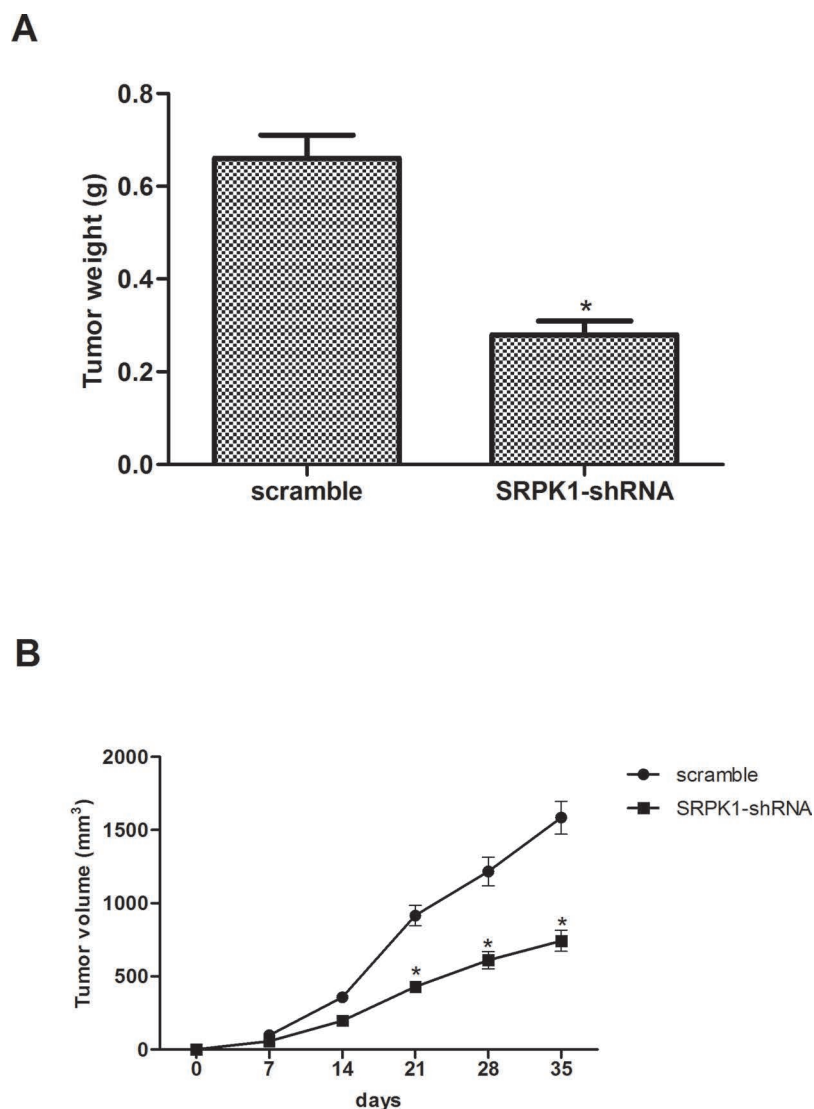 A
0.8
0.6
0.4
0.2
0.0
Tumor weight (g)
*
scramble
SRPK1-shRNA
B
2000
1500
1000
500
0
Tumor volume (mm³)
scramble
SRPK1-shRNA
* * *
0 7 14 21 28 35
days